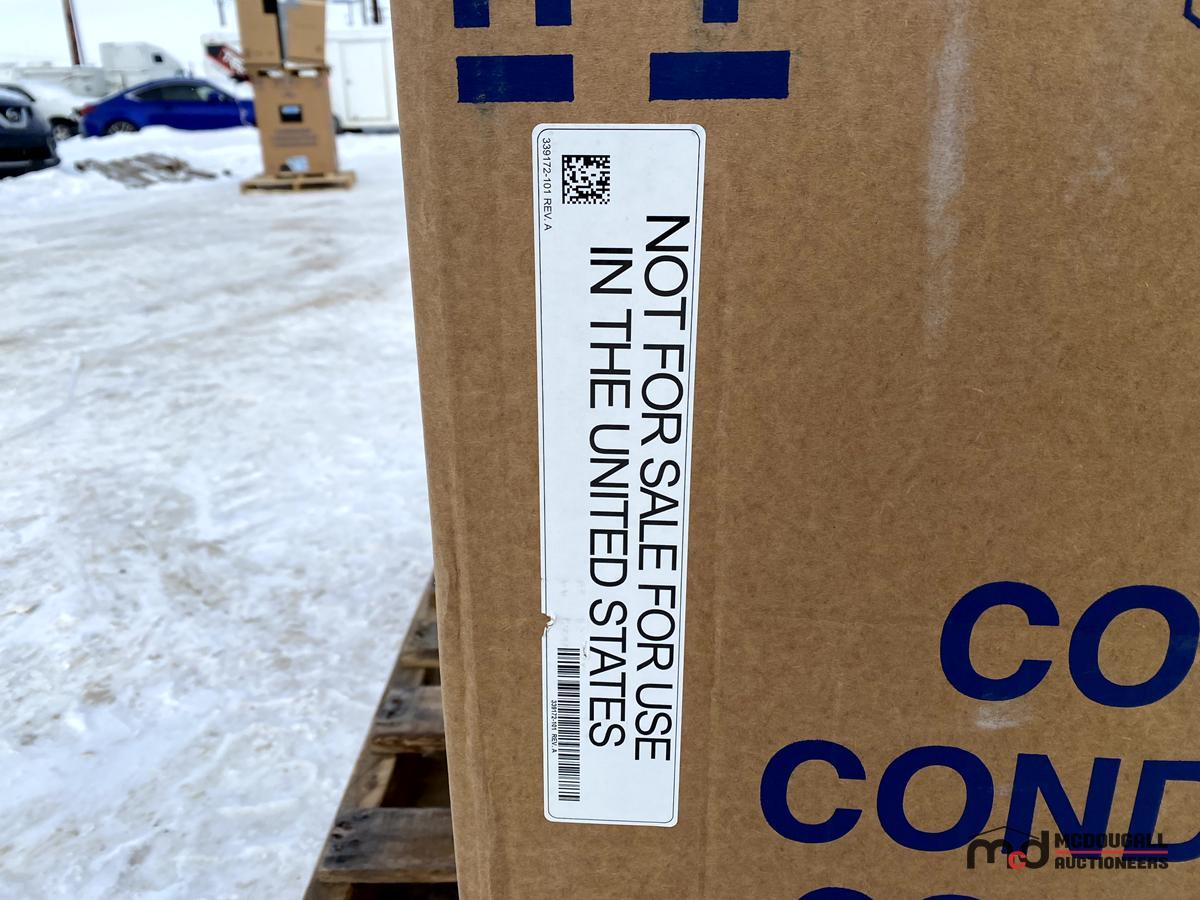 339172-101 REV. A
NOT FOR SALE FOR USE
IN THE UNITED STATES
339172-101 REV. A
CO
COND
mcd MCDOUGALL
AUCTIONEERS